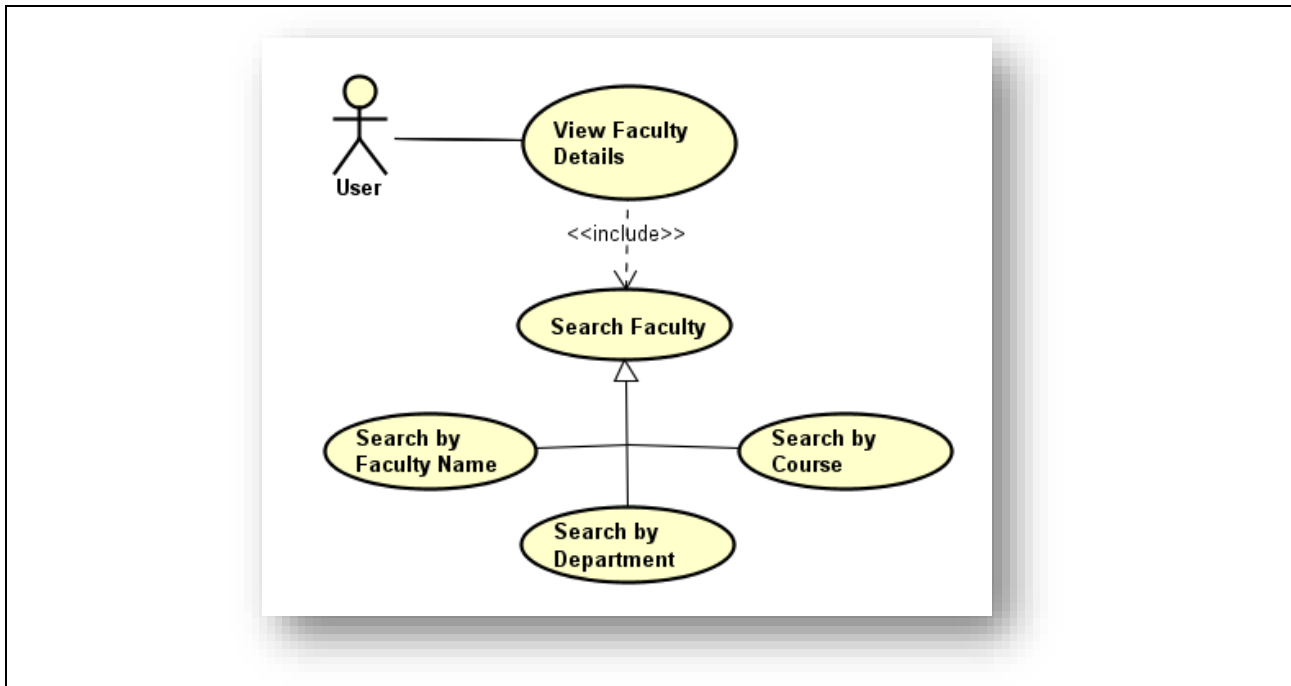 View Faculty
Details
User
<<include>>
Search Faculty
Search by
Faculty Name
Search by
Course
Search by
Department